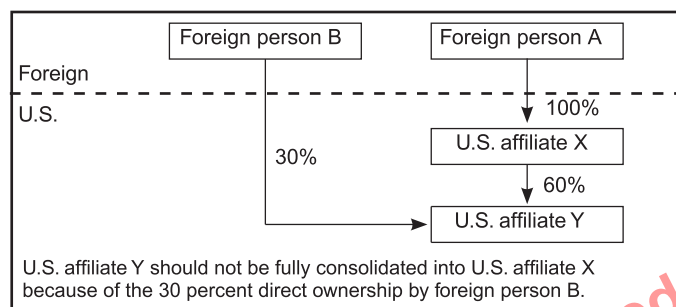 Foreign person B
Foreign person A
Foreign
U.S.
100%
U.S. affiliate X
30%
60%
U.S. affiliate Y
U.S. affiliate Y should not be fully consolidated into U.S. affiliate X
because of the 30 percent direct ownership by foreign person B.